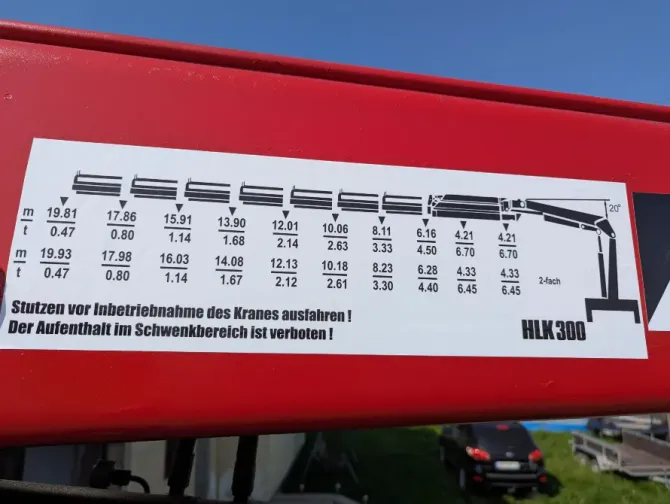 20°
m 19.81 17.86 15.91 13.90 12.01 10.06 8.11 6.16 4.21 4.21
t 0.47 0.80 1.14 1.68 2.14 2.63 3.33 4.50 6.70 6.70
m 19.93 17.98 16.03 14.08 12.13 10.18 8.23 6.28 4.33 4.33 2-fach
t 0.47 0.80 1.14 1.67 2.12 2.61 3.30 4.40 6.45 6.45
Stutzen vor Inbetriebnahme des Kranes ausfahren !
Der Aufenthalt im Schwenkbereich ist verboten !
HLK 300